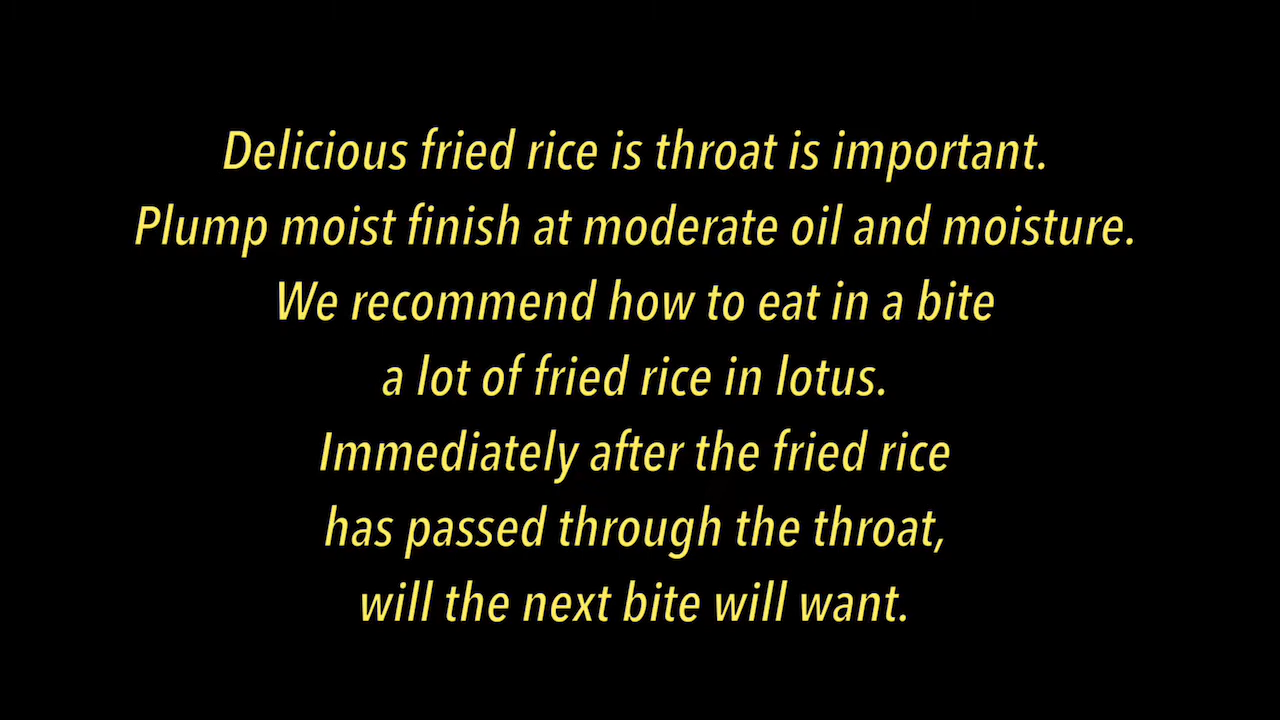 Delicious fried rice is throat is important.
Plump moist finish at moderate oil and moisture.
We recommend how to eat in a bite
a lot of fried rice in lotus.
Immediately after the fried rice
has passed through the throat,
will the next bite will want.